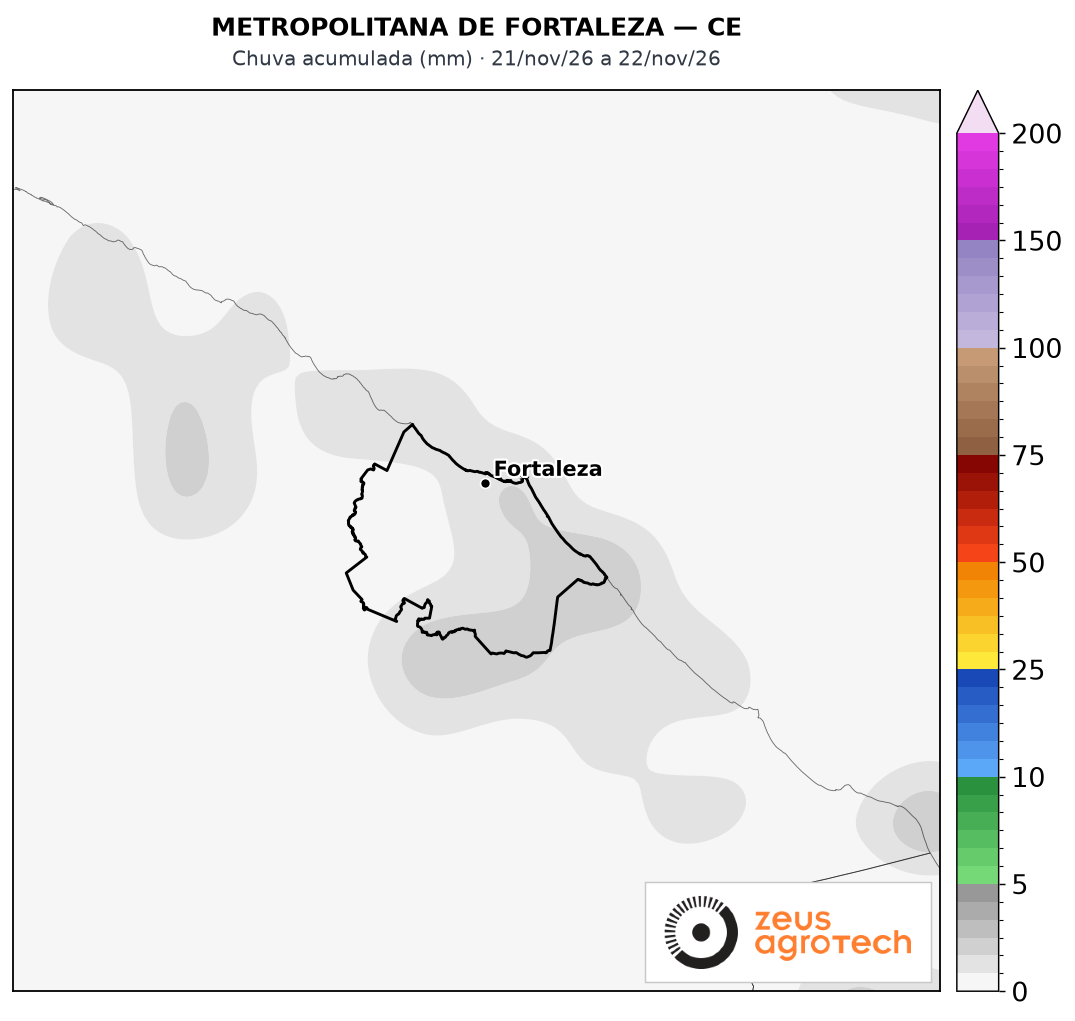 METROPOLITANA DE FORTALEZA — CE
Chuva acumulada (mm) · 21/nov/26 a 22/nov/26
Fortaleza
200
150
100
75
50
25
10
5
0
zeus
agrotech